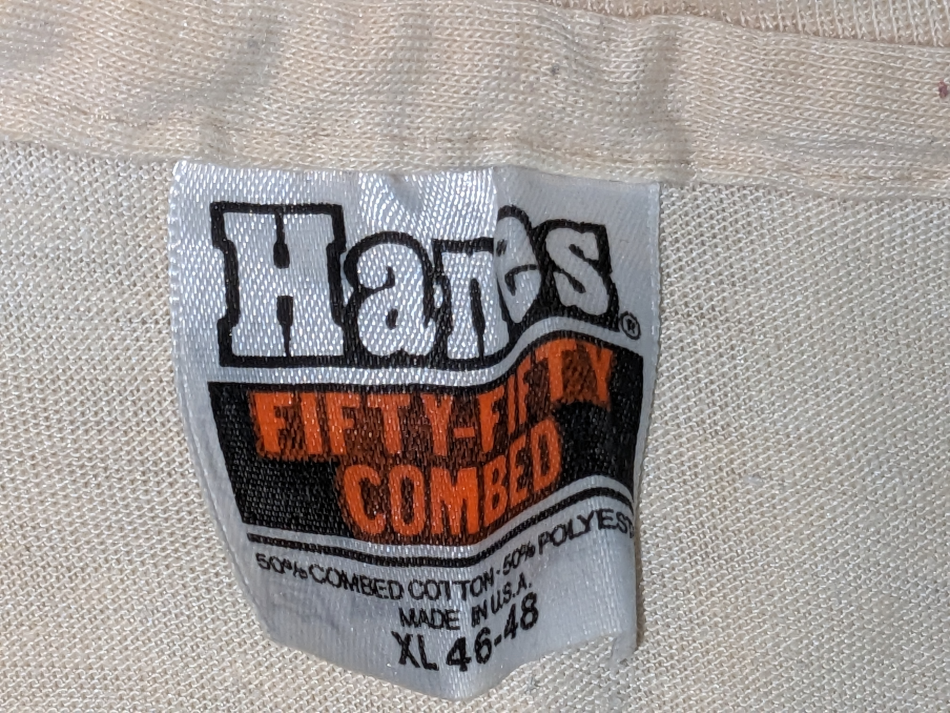 Hanes®
FIFTY-FIFTY
COMBED
50% COMBED COTTON·50% POLYEST
MADE IN U.S.A.
XL 46-48